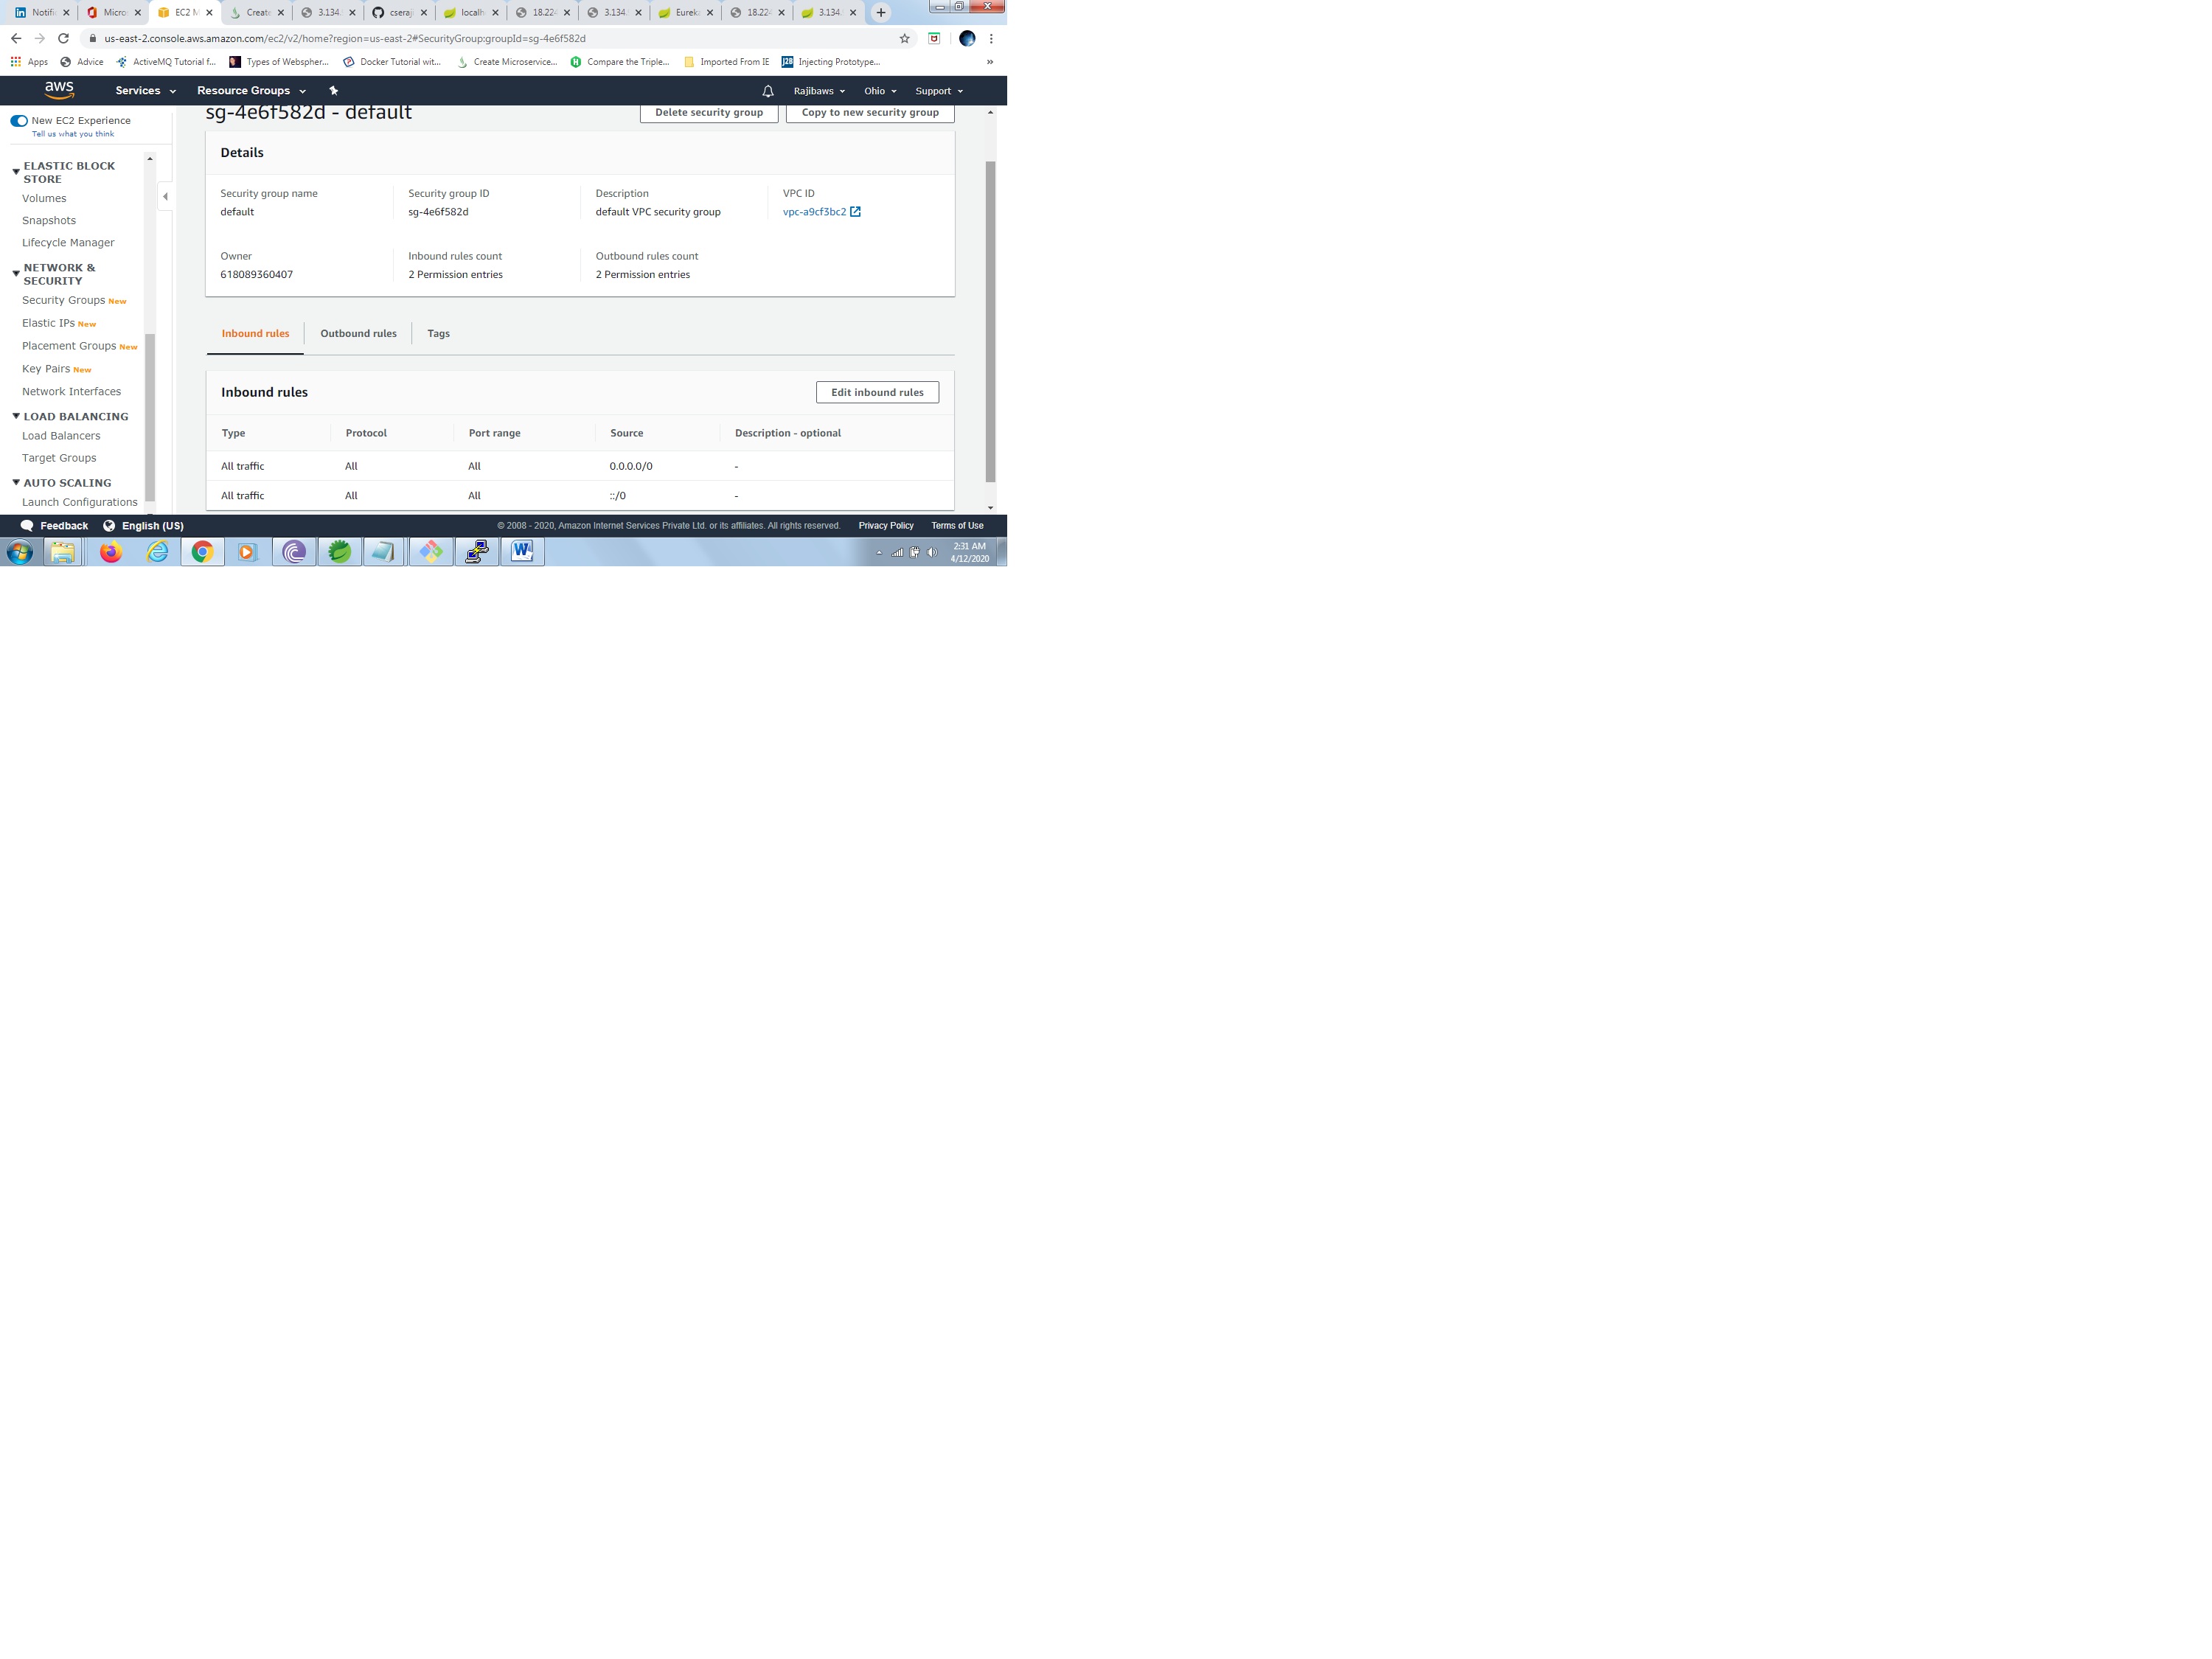 Notifi
Micros
EC2 M
Create
3.134.
cseraji
localh
18.224
3.134.
Eureka
18.224
3.134.
us-east-2.console.aws.amazon.com/ec2/v2/home?region=us-east-2#SecurityGroup:groupId=sg-4e6f582d
Apps
Advice
ActiveMQ Tutorial f...
Types of Webspher...
Docker Tutorial wit...
Create Microservice...
Compare the Triple...
Imported From IE
J2B
Injecting Prototype...
»
aws
Services
Resource Groups
Rajibaws
Ohio
Support
New EC2 Experience
Tell us what you think
ELASTIC BLOCK
STORE
Volumes
Snapshots
Lifecycle Manager
NETWORK &
SECURITY
Security Groups New
Elastic IPs New
Placement Groups New
Key Pairs New
Network Interfaces
LOAD BALANCING
Load Balancers
Target Groups
AUTO SCALING
Launch Configurations
sg-4e6f582d - default
Delete security group
Copy to new security group
Details
Security group name
default
Security group ID
sg-4e6f582d
Description
default VPC security group
VPC ID
vpc-a9cf3bc2
Owner
618089360407
Inbound rules count
2 Permission entries
Outbound rules count
2 Permission entries
Inbound rules
Outbound rules
Tags
Inbound rules
Edit inbound rules
Type Protocol Port range Source Description - optional
All traffic All All 0.0.0.0/0 -
All traffic All All ::/0 -
Feedback
English (US)
© 2008 - 2020, Amazon Internet Services Private Ltd. or its affiliates. All rights reserved.
Privacy Policy
Terms of Use
2:31 AM
4/12/2020